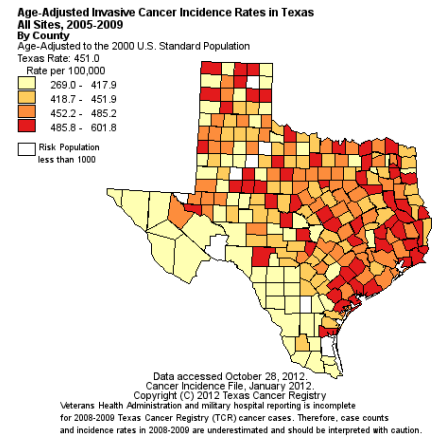 Age-Adjusted Invasive Cancer Incidence Rates in Texas
All Sites, 2005-2009
By County
Age-Adjusted to the 2000 U.S. Standard Population
Texas Rate: 451.0
Rate per 100,000
269.0 - 417.9
418.7 - 451.9
452.2 - 485.2
485.8 - 601.8
Risk Population
less than 1000
Data accessed October 28, 2012.
Cancer Incidence File, January 2012.
Copyright (C) 2012 Texas Cancer Registry
Veterans Health Administration and military hospital reporting is incomplete
for 2008-2009 Texas Cancer Registry (TCR) cancer cases. Therefore, case counts
and incidence rates in 2008-2009 are underestimated and should be interpreted with caution.